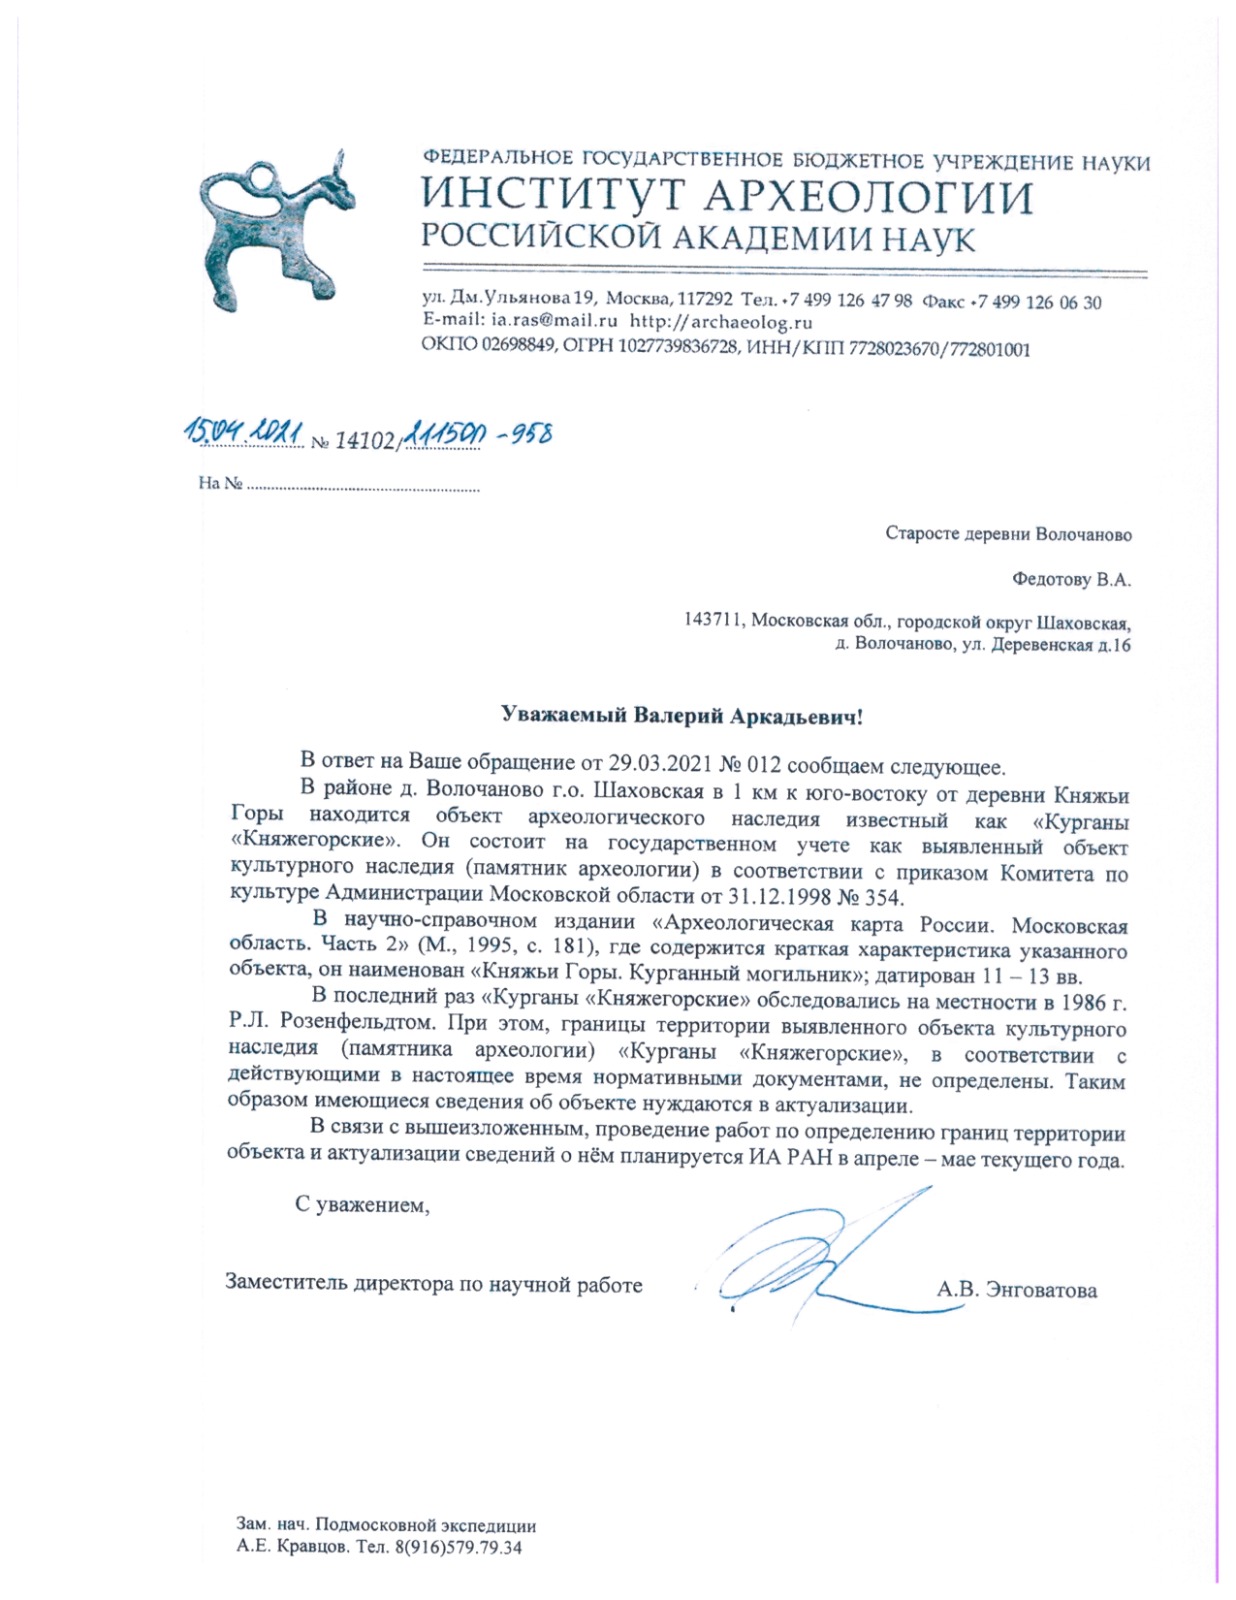 ФЕДЕРАЛЬНОЕ ГОСУДАРСТВЕННОЕ БЮДЖЕТНОЕ УЧРЕЖДЕНИЕ НАУКИ
ИНСТИТУТ АРХЕОЛОГИИ
РОССИЙСКОЙ АКАДЕМИИ НАУК
ул. Дм.Ульянова 19, Москва, 117292 Тел. +7 499 126 47 98 Факс +7 499 126 06 30
E-mail: ia.ras@mail.ru http://archaeolog.ru
ОКПО 02698849, ОГРН 1027739836728, ИНН/КПП 7728023670/772801001
15.04.2021 № 14102/2115ОП-958
На №
Старосте деревни Волочаново
Федотову В.А.
143711, Московская обл., городской округ Шаховская,
д. Волочаново, ул. Деревенская д.16
Уважаемый Валерий Аркадьевич!
В ответ на Ваше обращение от 29.03.2021 № 012 сообщаем следующее.
В районе д. Волочаново г.о. Шаховская в 1 км к юго-востоку от деревни Княжьи
Горы находится объект археологического наследия известный как «Курганы
«Княжегорские». Он состоит на государственном учете как выявленный объект
культурного наследия (памятник археологии) в соответствии с приказом Комитета по
культуре Администрации Московской области от 31.12.1998 № 354.
В научно-справочном издании «Археологическая карта России. Московская
область. Часть 2» (М., 1995, с. 181), где содержится краткая характеристика указанного
объекта, он наименован «Княжьи Горы. Курганный могильник»; датирован 11 – 13 вв.
В последний раз «Курганы «Княжегорские» обследовались на местности в 1986 г.
Р.Л. Розенфельдтом. При этом, границы территории выявленного объекта культурного
наследия (памятника археологии) «Курганы «Княжегорские», в соответствии с
действующими в настоящее время нормативными документами, не определены. Таким
образом имеющиеся сведения об объекте нуждаются в актуализации.
В связи с вышеизложенным, проведение работ по определению границ территории
объекта и актуализации сведений о нём планируется ИА РАН в апреле – мае текущего года.
С уважением,
Заместитель директора по научной работе А.В. Энговатова
Зам. нач. Подмосковной экспедиции
А.Е. Кравцов. Тел. 8(916)579.79.34